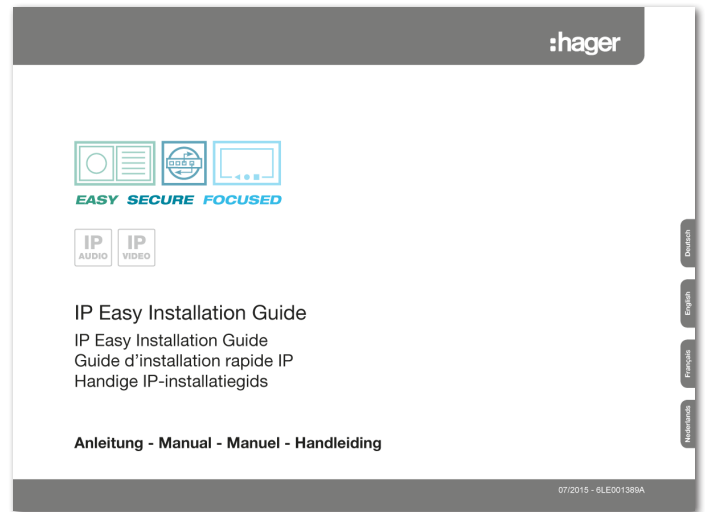 :hager
EASY SECURE FOCUSED
IP AUDIO IP VIDEO
IP Easy Installation Guide
IP Easy Installation Guide
Guide d'installation rapide IP
Handige IP-installatiegids
Anleitung - Manual - Manuel - Handleiding
Deutsch
English
Français
Nederlands
07/2015 - 6LE001389A